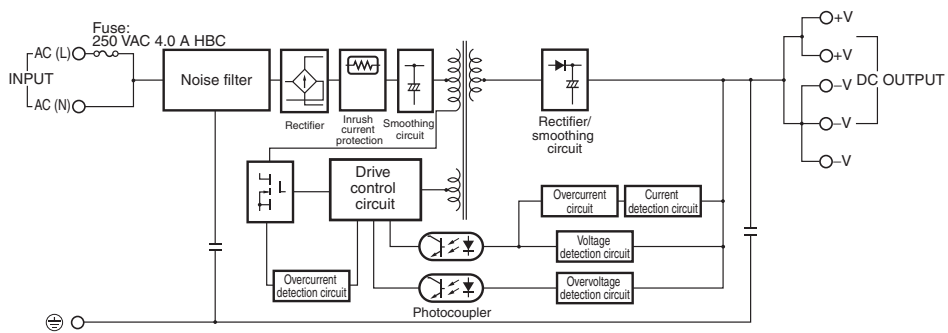 Fuse:
250 VAC 4.0 A HBC
AC (L)
INPUT
AC (N)
Noise filter
Rectifier
Inrush
current
protection
Smoothing
circuit
Rectifier/
smoothing
circuit
+V
+V
DC OUTPUT
–V
–V
–V
Drive
control
circuit
Overcurrent
circuit
Current
detection circuit
Voltage
detection circuit
Overcurrent
detection circuit
Overvoltage
detection circuit
Photocoupler